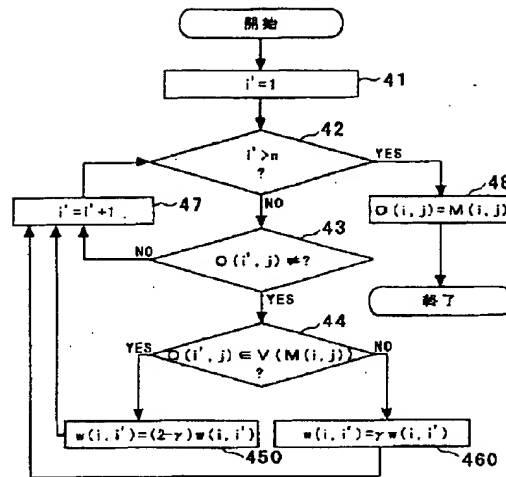 開始
i'=1
41
42
i'>n
?
YES
NO
i'=i'+1
47
48
O(i,j)=M(i,j)
43
O(i',j)≠?
NO
YES
終了
44
O(i',j)∈V(M(i,j))
?
YES
NO
w(i,i')=(2-γ)w(i,i')
450
w(i,i')=γw(i,i')
460